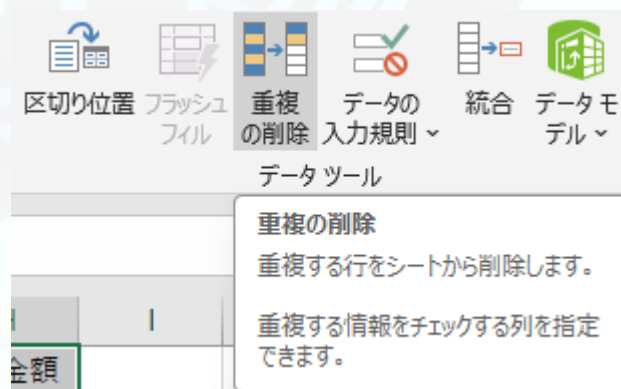 区切り位置
フラッシュ
フィル
重複
の削除
データの
入力規則
統合
データ モ
デル
データ ツール
重複の削除
重複する行をシートから削除します。
重複する情報をチェックする列を指定
できます。
I
金額